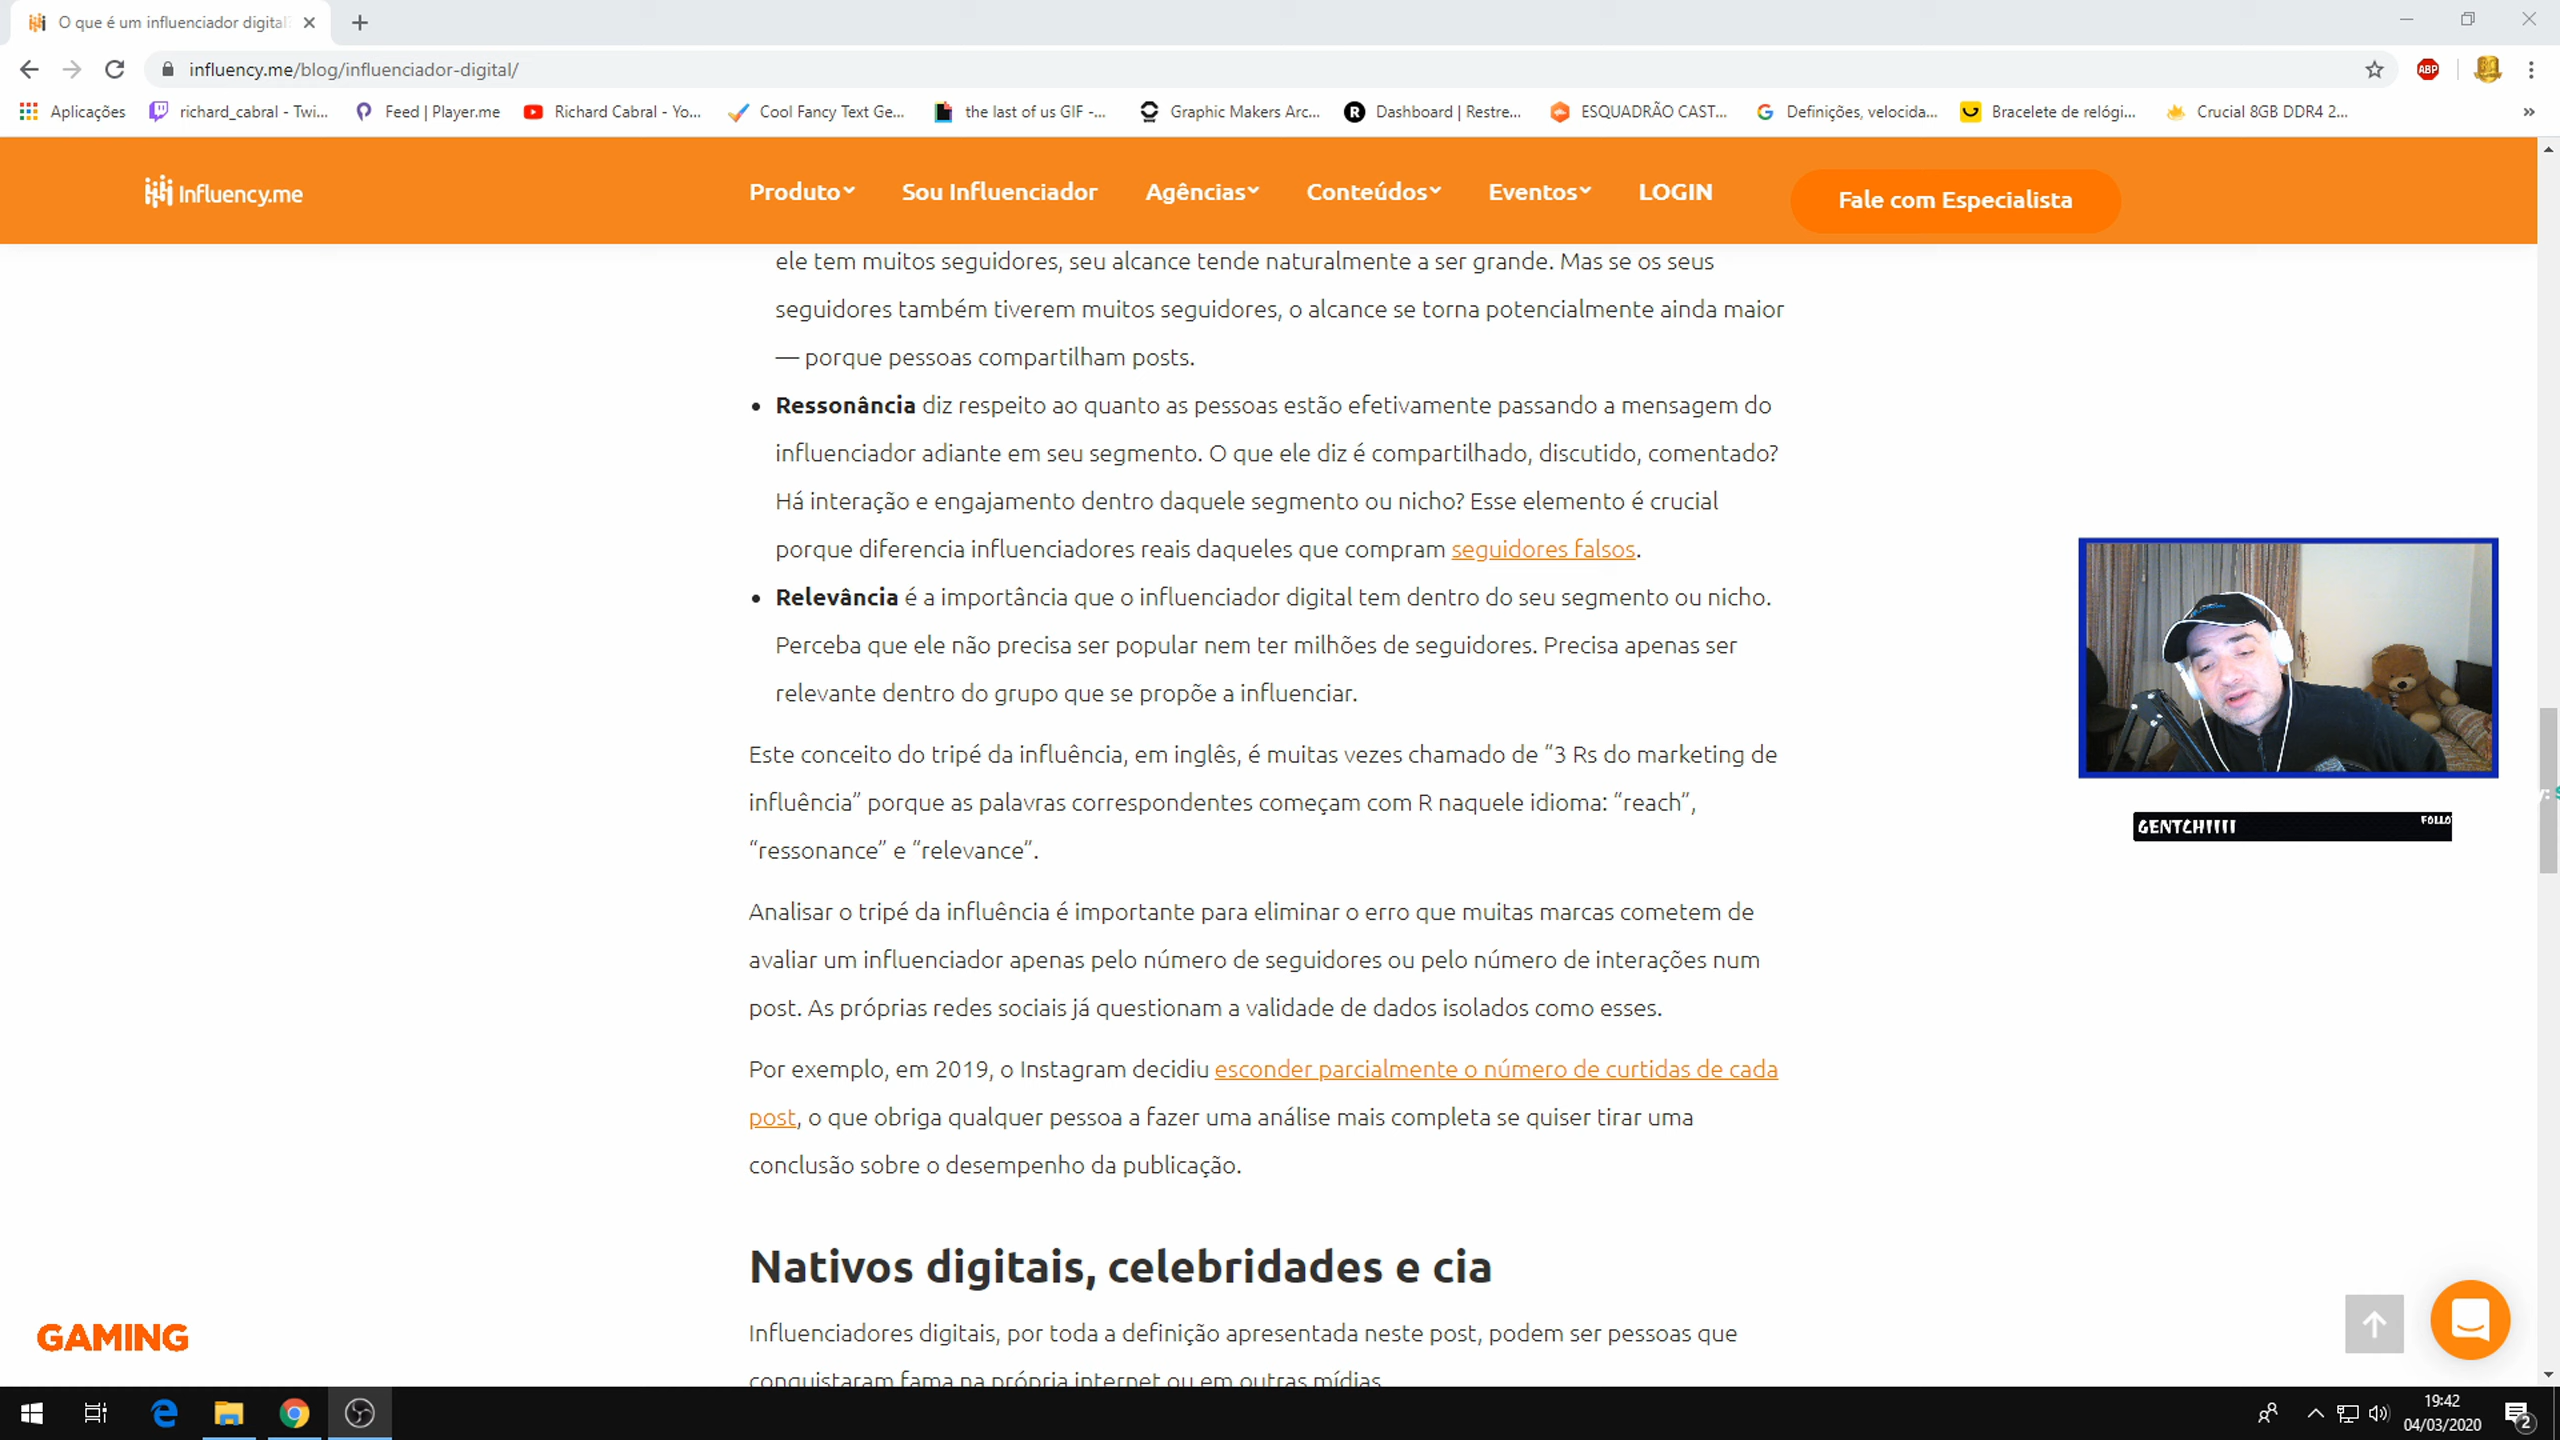 O que é um influenciador digital
influency.me/blog/influenciador-digital/
ABP
Aplicações
richard_cabral - Twi...
Feed | Player.me
Richard Cabral - Yo...
Cool Fancy Text Ge...
the last of us GIF -...
Graphic Makers Arc...
Dashboard | Restre...
ESQUADRÃO CAST...
Definições, velocida...
Bracelete de relógi...
Crucial 8GB DDR4 2...
»
Influency.me
Produto
Sou Influenciador
Agências
Conteúdos
Eventos
LOGIN
Fale com Especialista
ele tem muitos seguidores, seu alcance tende naturalmente a ser grande. Mas se os seus
seguidores também tiverem muitos seguidores, o alcance se torna potencialmente ainda maior
— porque pessoas compartilham posts.
• Ressonância diz respeito ao quanto as pessoas estão efetivamente passando a mensagem do
influenciador adiante em seu segmento. O que ele diz é compartilhado, discutido, comentado?
Há interação e engajamento dentro daquele segmento ou nicho? Esse elemento é crucial
porque diferencia influenciadores reais daqueles que compram seguidores falsos.
• Relevância é a importância que o influenciador digital tem dentro do seu segmento ou nicho.
Perceba que ele não precisa ser popular nem ter milhões de seguidores. Precisa apenas ser
relevante dentro do grupo que se propõe a influenciar.
Este conceito do tripé da influência, em inglês, é muitas vezes chamado de “3 Rs do marketing de
influência” porque as palavras correspondentes começam com R naquele idioma: “reach”,
“ressonance” e “relevance”.
Analisar o tripé da influência é importante para eliminar o erro que muitas marcas cometem de
avaliar um influenciador apenas pelo número de seguidores ou pelo número de interações num
post. As próprias redes sociais já questionam a validade de dados isolados como esses.
Por exemplo, em 2019, o Instagram decidiu esconder parcialmente o número de curtidas de cada
post, o que obriga qualquer pessoa a fazer uma análise mais completa se quiser tirar uma
conclusão sobre o desempenho da publicação.
Nativos digitais, celebridades e cia
Influenciadores digitais, por toda a definição apresentada neste post, podem ser pessoas que
conquistaram fama na própria internet ou em outras mídias.
GENTCHIIII
FOLLO
GAMING
19:42
04/03/2020
2